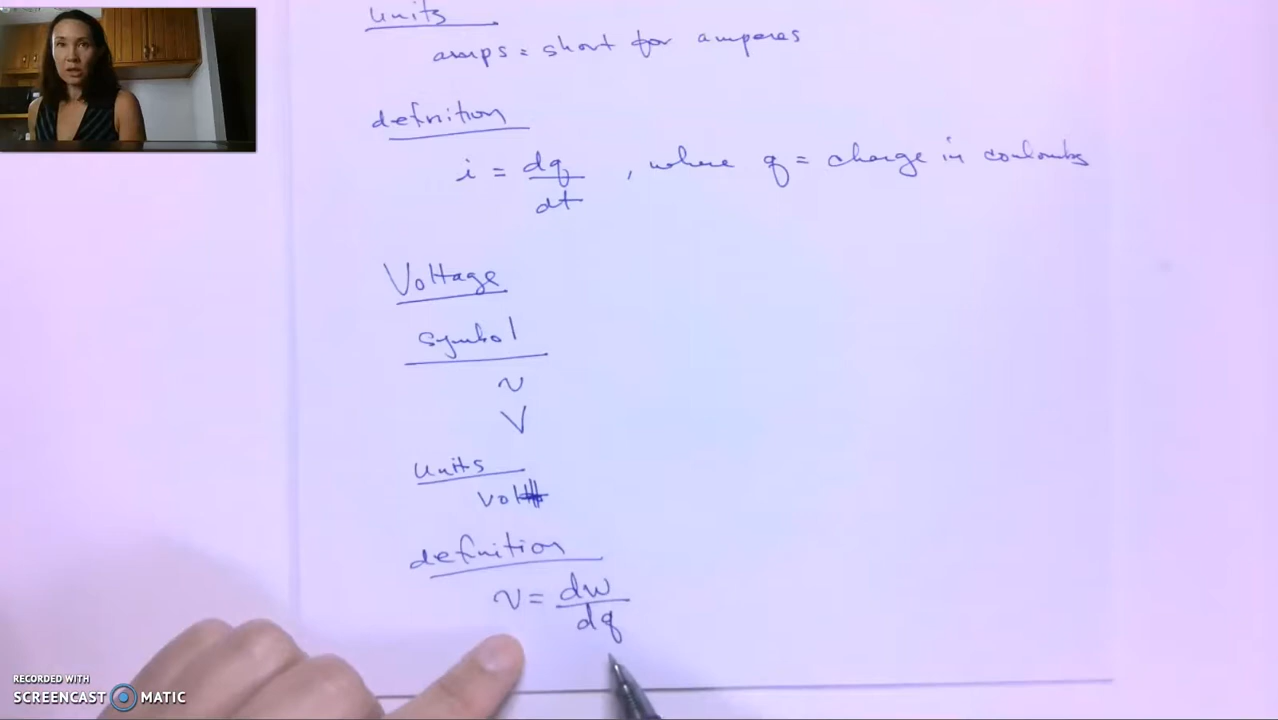 units
amps = short for amperes
definition
i = dq/dt , where q = charge in coulombs
Voltage
symbol
v
V
units
definition
v = dw/dq
RECORDED WITH
SCREENCAST MATIC